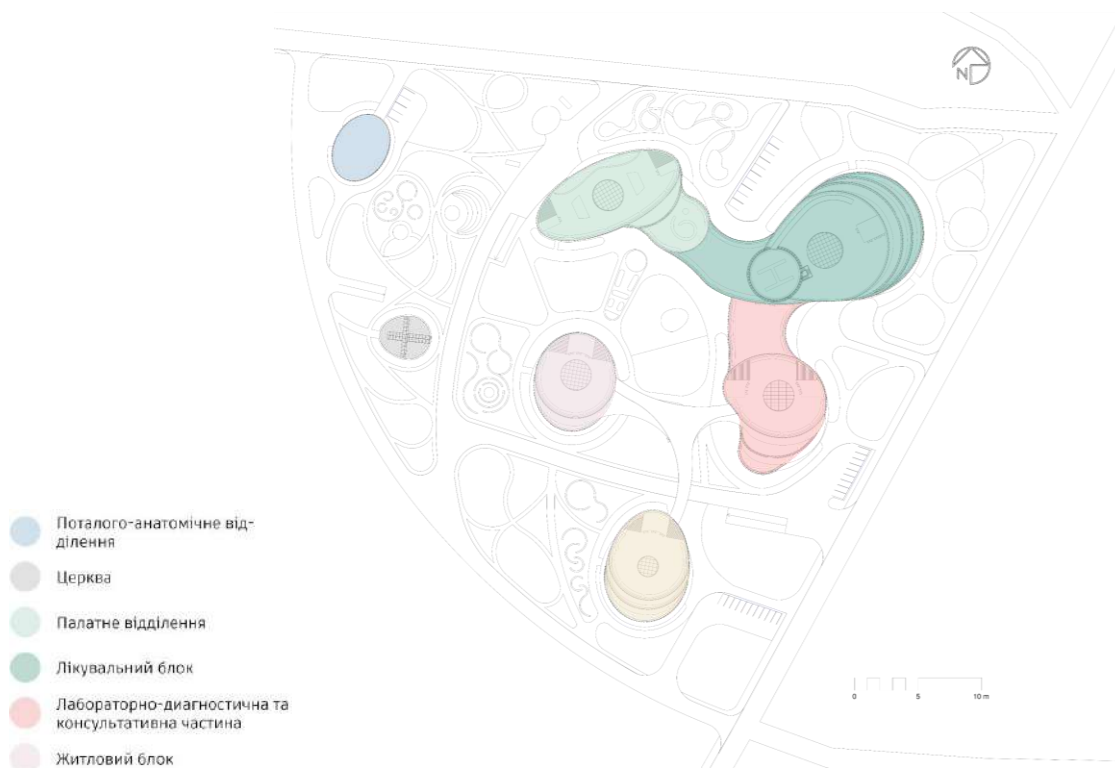 N
Поталого-анатомічне від-
ділення
Церква
Палатне відділення
Лікувальний блок
Лабораторно-диагностична та
консультативна частина
Житловий блок
H
0 5 10 m